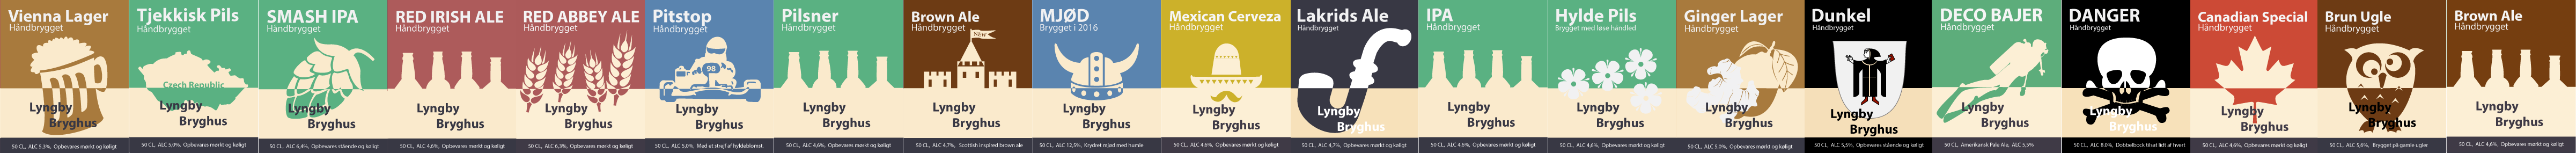 Vienna Lager
Håndbrygget
Lyngby
Bryghus
50 CL, ALC 5,3%, Opbevares mørkt og køligt
Tjekkisk Pils
Håndbrygget
Czech Republic
Lyngby
Bryghus
50 CL, ALC 5,0%, Opbevares mørkt og køligt
SMASH IPA
Håndbrygget
Lyngby
Bryghus
50 CL, ALC 6,4%, Opbevares stående og køligt
RED IRISH ALE
Håndbrygget
Lyngby
Bryghus
50 CL, ALC 4,6%, Opbevares mørkt og køligt
RED ABBEY ALE
Håndbrygget
Lyngby
Bryghus
50 CL, ALC 6,3%, Opbevares mørkt og køligt
Pitstop
Håndbrygget
98
Lyngby
Bryghus
50 CL, ALC 5,0%, Med et strejf af hyldeblomst.
Pilsner
Håndbrygget
Lyngby
Bryghus
50 CL, ALC 4,6%, Opbevares mørkt og køligt
Brown Ale
Håndbrygget
NEW
Lyngby
Bryghus
50 CL, ALC 4,7%, Scottish inspired brown ale
MJØD
Brygget i 2016
Lyngby
Bryghus
50 CL, ALC 12,5%, Krydret mjød med humle
Mexican Cerveza
Håndbrygget
Lyngby
Bryghus
50 CL, ALC 4,6%, Opbevares mørkt og køligt
Lakrids Ale
Håndbrygget
Lyngby
Bryghus
50 CL, ALC 4,7%, Opbevares mørkt og køligt
IPA
Håndbrygget
Lyngby
Bryghus
50 CL, ALC 4,6%, Opbevares mørkt og køligt
Hylde Pils
Brygget med løse håndled
Lyngby
Bryghus
50 CL, ALC 4,6%, Opbevares mørkt og køligt
Ginger Lager
Håndbrygget
Lyngby
Bryghus
50 CL, ALC 5,0%, Opbevares mørkt og køligt
Dunkel
Håndbrygget
Lyngby
Bryghus
50 CL, ALC 5,5%, Opbevares stående og køligt
DECO BAJER
Håndbrygget
Lyngby
Bryghus
50 CL, Amerikansk Pale Ale, ALC 5,5%
DANGER
Håndbrygget
Lyngby
Bryghus
50 CL, ALC 8.0%, Dobbelbock tilsat lidt af hvert
Canadian Special
Håndbrygget
Lyngby
Bryghus
50 CL, ALC 4,6%, Opbevares mørkt og køligt
Brun Ugle
Håndbrygget
Lyngby
Bryghus
50 CL, ALC 5,6%, Brygget på gamle ugler
Brown Ale
Håndbrygget
Lyngby
Bryghus
50 CL, ALC 4,6%, Opbevares mørkt og køligt